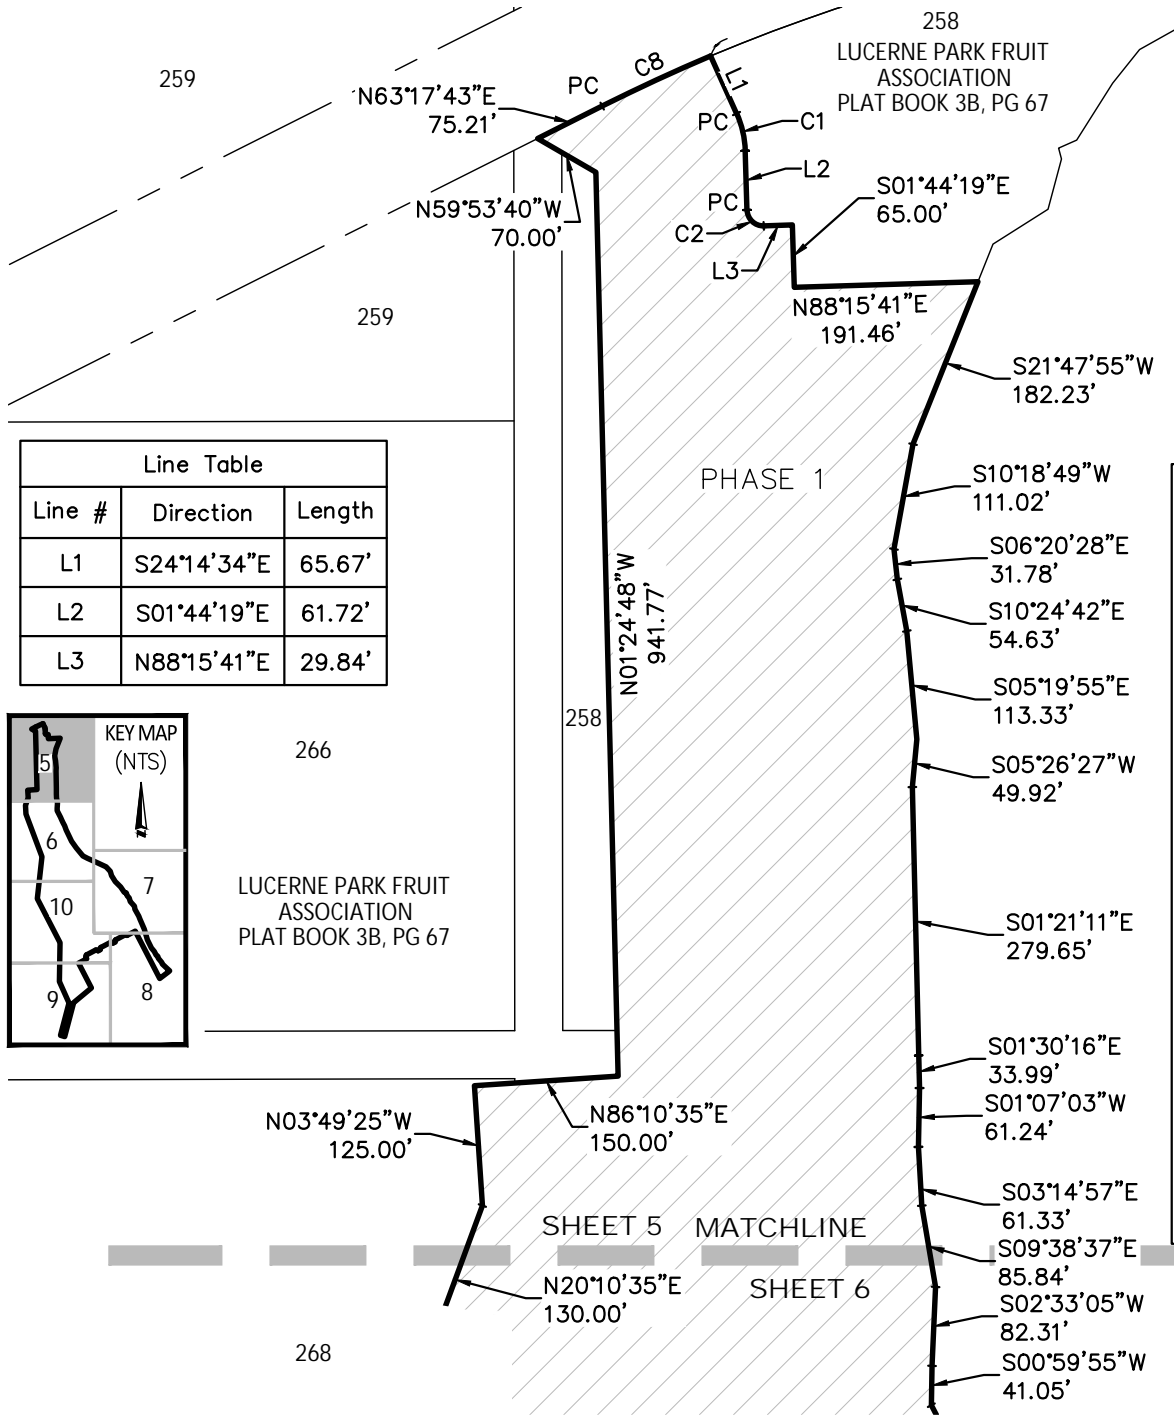 258
LUCERNE PARK FRUIT
ASSOCIATION
PLAT BOOK 3B, PG 67
259
N63°17'43"E
75.21'
PC
C8
L1
PC
C1
L2
PC
C2
L3
S01°44'19"E
65.00'
N59°53'40"W
70.00'
259
N88°15'41"E
191.46'
S21°47'55"W
182.23'
Line Table
Line # Direction Length
L1 S24°14'34"E 65.67'
L2 S01°44'19"E 61.72'
L3 N88°15'41"E 29.84'
PHASE 1
S10°18'49"W
111.02'
S06°20'28"E
31.78'
S10°24'42"E
54.63'
N01°24'48"W
941.77'
S05°19'55"E
113.33'
258
266
S05°26'27"W
49.92'
KEY MAP
(NTS)
N
5
6
7
10
9
8
LUCERNE PARK FRUIT
ASSOCIATION
PLAT BOOK 3B, PG 67
S01°21'11"E
279.65'
S01°30'16"E
33.99'
S01°07'03"W
61.24'
N03°49'25"W
125.00'
N86°10'35"E
150.00'
S03°14'57"E
61.33'
SHEET 5 MATCHLINE
S09°38'37"E
85.84'
SHEET 6
N20°10'35"E
130.00'
S02°33'05"W
82.31'
268
S00°59'55"W
41.05'